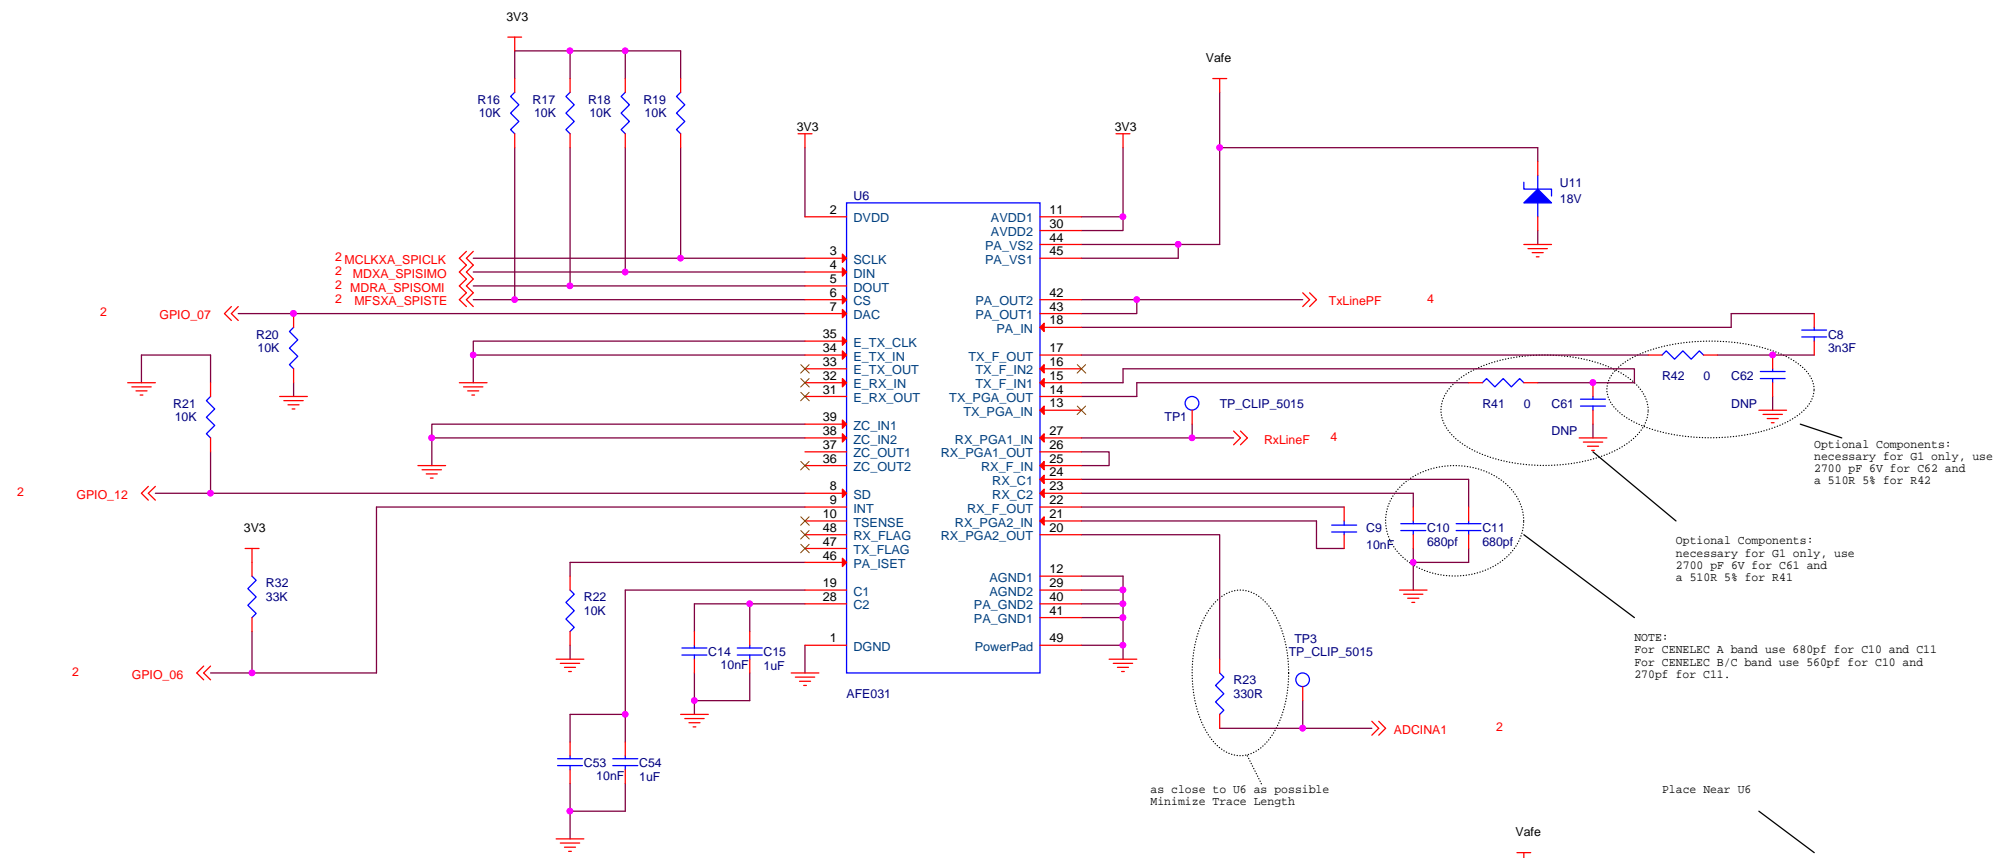 3V3
Vafe
R16 10K
R17 10K
R18 10K
R19 10K
3V3
3V3
U11
18V
U6
2 DVDD
AVDD1 11
AVDD2 30
PA_VS2 44
PA_VS1 45
2 MCLKXA_SPICLK
3 SCLK
2 MDXA_SPISIMO
4 DIN
2 MDRA_SPISOMI
5 DOUT
2 MFSXA_SPISTE
6 CS
2 GPIO_07
7 DAC
PA_OUT2 42
PA_OUT1 43
PA_IN 18
TxLinePF 4
R20
10K
C8
3n3F
35 E_TX_CLK
34 E_TX_IN
33 E_TX_OUT
32 E_RX_IN
31 E_RX_OUT
TX_F_OUT 17
TX_F_IN2 16
TX_F_IN1 15
TX_PGA_OUT 14
TX_PGA_IN 13
R42 0
C62
DNP
R41 0
C61
DNP
R21
10K
TP1
TP_CLIP_5015
39 ZC_IN1
38 ZC_IN2
37 ZC_OUT1
36 ZC_OUT2
RX_PGA1_IN 27
RX_PGA1_OUT 26
RX_F_IN 25
RX_C1 24
RX_C2 23
RX_F_OUT 22
RX_PGA2_IN 21
RX_PGA2_OUT 20
RxLineF 4
Optional Components:
necessary for G1 only, use
2700 pF 6V for C62 and
a 510R 5% for R42
2 GPIO_12
8 SD
9 INT
10 TSENSE
48 RX_FLAG
47 TX_FLAG
46 PA_ISET
C9
10nF
C10
680pf
C11
680pf
Optional Components:
necessary for G1 only, use
2700 pF 6V for C61 and
a 510R 5% for R41
3V3
R32
33K
R22
10K
19 C1
28 C2
1 DGND
AGND1 12
AGND2 29
PA_GND2 40
PA_GND1 41
PowerPad 49
NOTE:
For CENELEC A band use 680pf for C10 and C11
For CENELEC B/C band use 560pf for C10 and
270pf for C11.
C14
10nF
C15
1uF
TP3
TP_CLIP_5015
2 GPIO_06
AFE031
R23
330R
ADCINA1 2
C53
10nF
C54
1uF
as close to U6 as possible
Minimize Trace Length
Place Near U6
Vafe